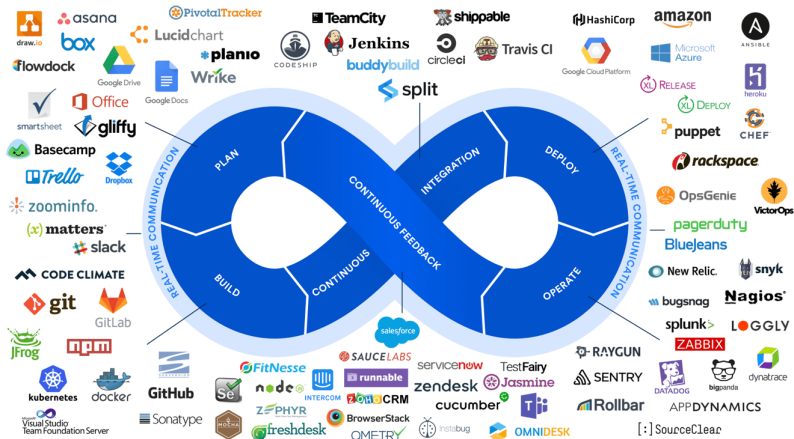 asana
PivotalTracker
TeamCity
shippable
HashiCorp
amazon
draw.io
box
Lucidchart
planio
CODESHIP
Jenkins
circleci
Travis CI
Google Cloud Platform
Microsoft Azure
ANSIBLE
flowdock
Google Drive
Wrike
buddybuild
XL RELEASE
heroku
Google Docs
split
XL DEPLOY
smartsheet
Office
gliffy
puppet
CHEF
Basecamp
Dropbox
rackspace
Trello
OpsGenie
VictorOps
zoominfo.
(x)matters
pagerduty
slack
BlueJeans
REAL-TIME COMMUNICATION
PLAN
BUILD
CONTINUOUS
INTEGRATION
CONTINUOUS FEEDBACK
DEPLOY
OPERATE
REAL-TIME COMMUNICATION
CODE CLIMATE
New Relic.
snyk
git
GitLab
bugsnag
Nagios
salesforce
splunk>
LOGGLY
JFrog
npm
ZABBIX
kubernetes
docker
GitHub
FitNesse
SAUCELABS
servicenow
TestFairy
RAYGUN
Se
node
INTERCOM
runnable
zendesk
Jasmine
SENTRY
DATADOG
bigpanda
dynatrace
ZOHO CRM
cucumber
Microsoft
Visual Studio
Team Foundation Server
Sonatype
MOCHA
ZEPHYR
BrowserStack
Rollbar
APPDYNAMICS
freshdesk
OMETRY
Instabug
OMNIDESK
[:]SourceClear